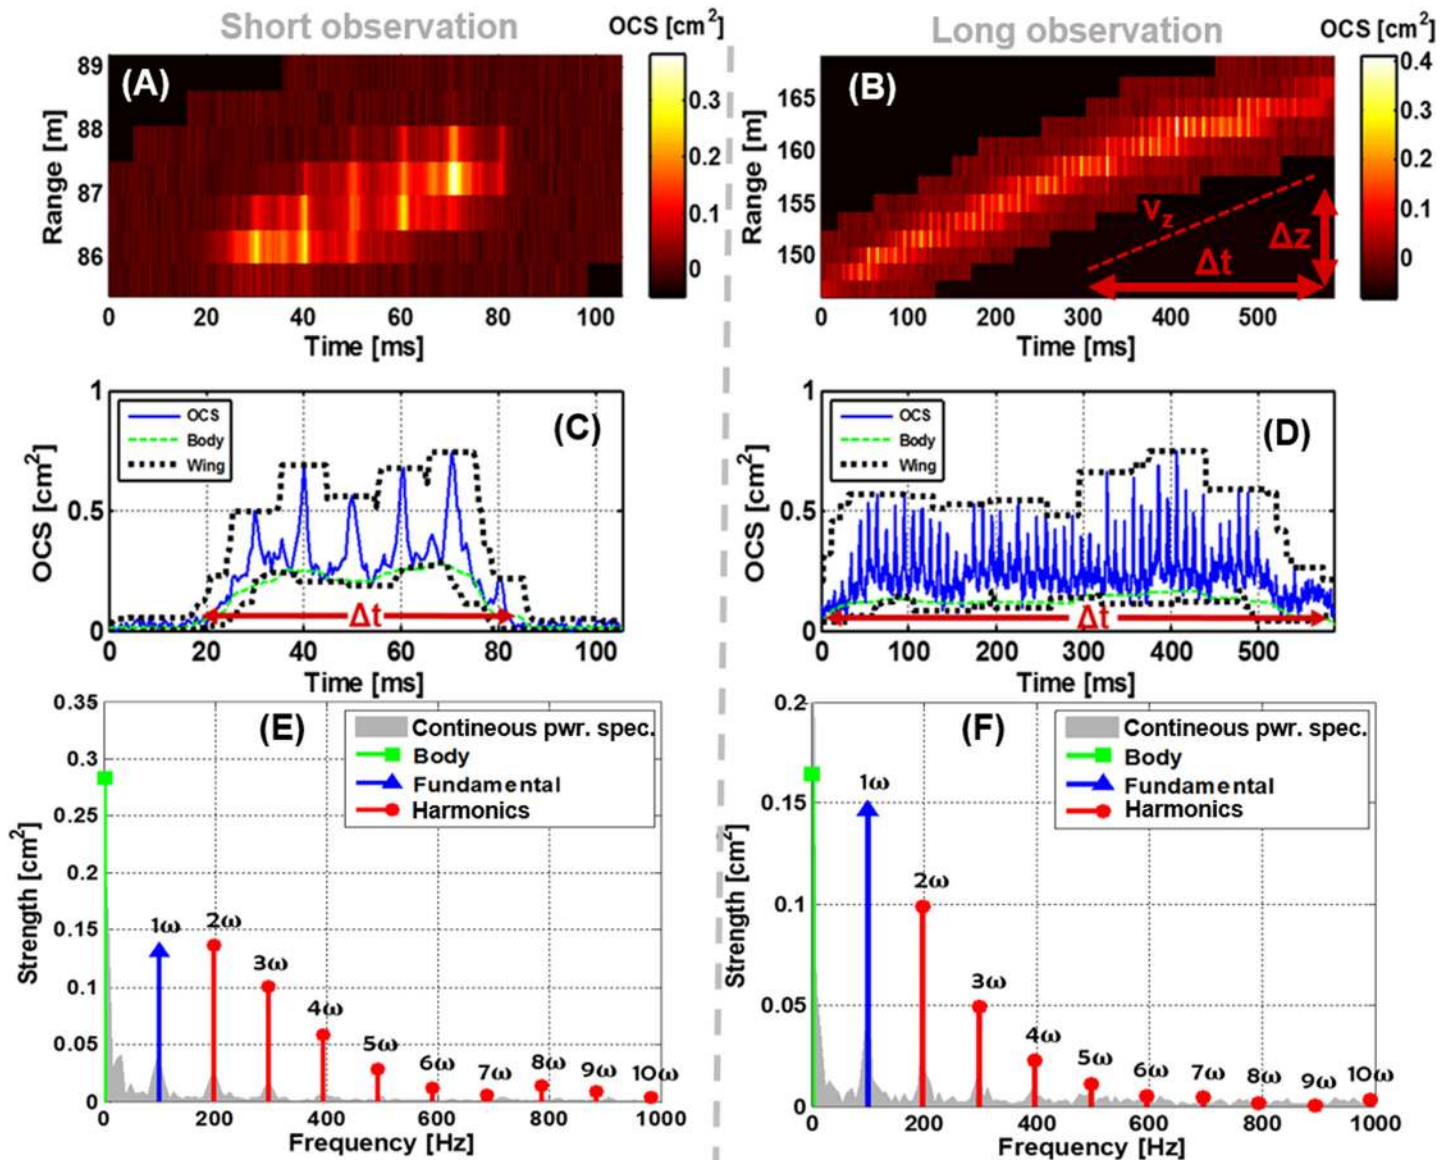 Short observation
OCS [cm²]
Long observation
OCS [cm²]
(A)
Range [m]
89
88
87
86
0.3
0.2
0.1
0
0 20 40 60 80 100
Time [ms]
(B)
Range [m]
165
160
155
150
Vz
Δz
Δt
0.4
0.3
0.2
0.1
0
0 100 200 300 400 500
Time [ms]
(C)
OCS [cm²]
1
0.5
0
OCS
Body
Wing
Δt
0 20 40 60 80 100
Time [ms]
(D)
OCS [cm²]
1
0.5
0
OCS
Body
Wing
Δt
0 100 200 300 400 500
Time [ms]
(E)
Strength [cm²]
0.35
0.3
0.25
0.2
0.15
0.1
0.05
0
Contineous pwr. spec.
Body
Fundamental
Harmonics
1ω 2ω 3ω 4ω 5ω 6ω 7ω 8ω 9ω 10ω
0 200 400 600 800 1000
Frequency [Hz]
(F)
Strength [cm²]
0.2
0.15
0.1
0.05
0
Contineous pwr. spec.
Body
Fundamental
Harmonics
1ω 2ω 3ω 4ω 5ω 6ω 7ω 8ω 9ω 10ω
0 200 400 600 800 1000
Frequency [Hz]